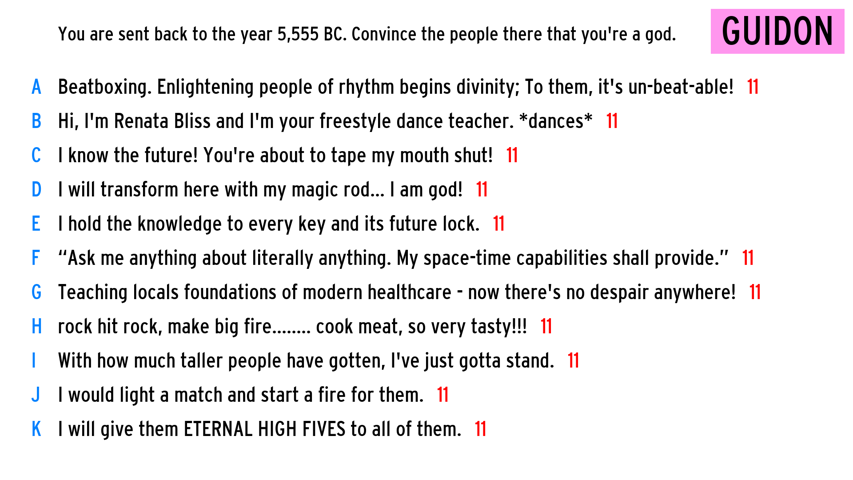 You are sent back to the year 5,555 BC. Convince the people there that you're a god.
GUIDON
A Beatboxing. Enlightening people of rhythm begins divinity; To them, it's un-beat-able! 11
B Hi, I'm Renata Bliss and I'm your freestyle dance teacher. *dances* 11
C I know the future! You're about to tape my mouth shut! 11
D I will transform here with my magic rod... I am god! 11
E I hold the knowledge to every key and its future lock. 11
F “Ask me anything about literally anything. My space-time capabilities shall provide.” 11
G Teaching locals foundations of modern healthcare - now there's no despair anywhere! 11
H rock hit rock, make big fire........ cook meat, so very tasty!!! 11
I With how much taller people have gotten, I've just gotta stand. 11
J I would light a match and start a fire for them. 11
K I will give them ETERNAL HIGH FIVES to all of them. 11